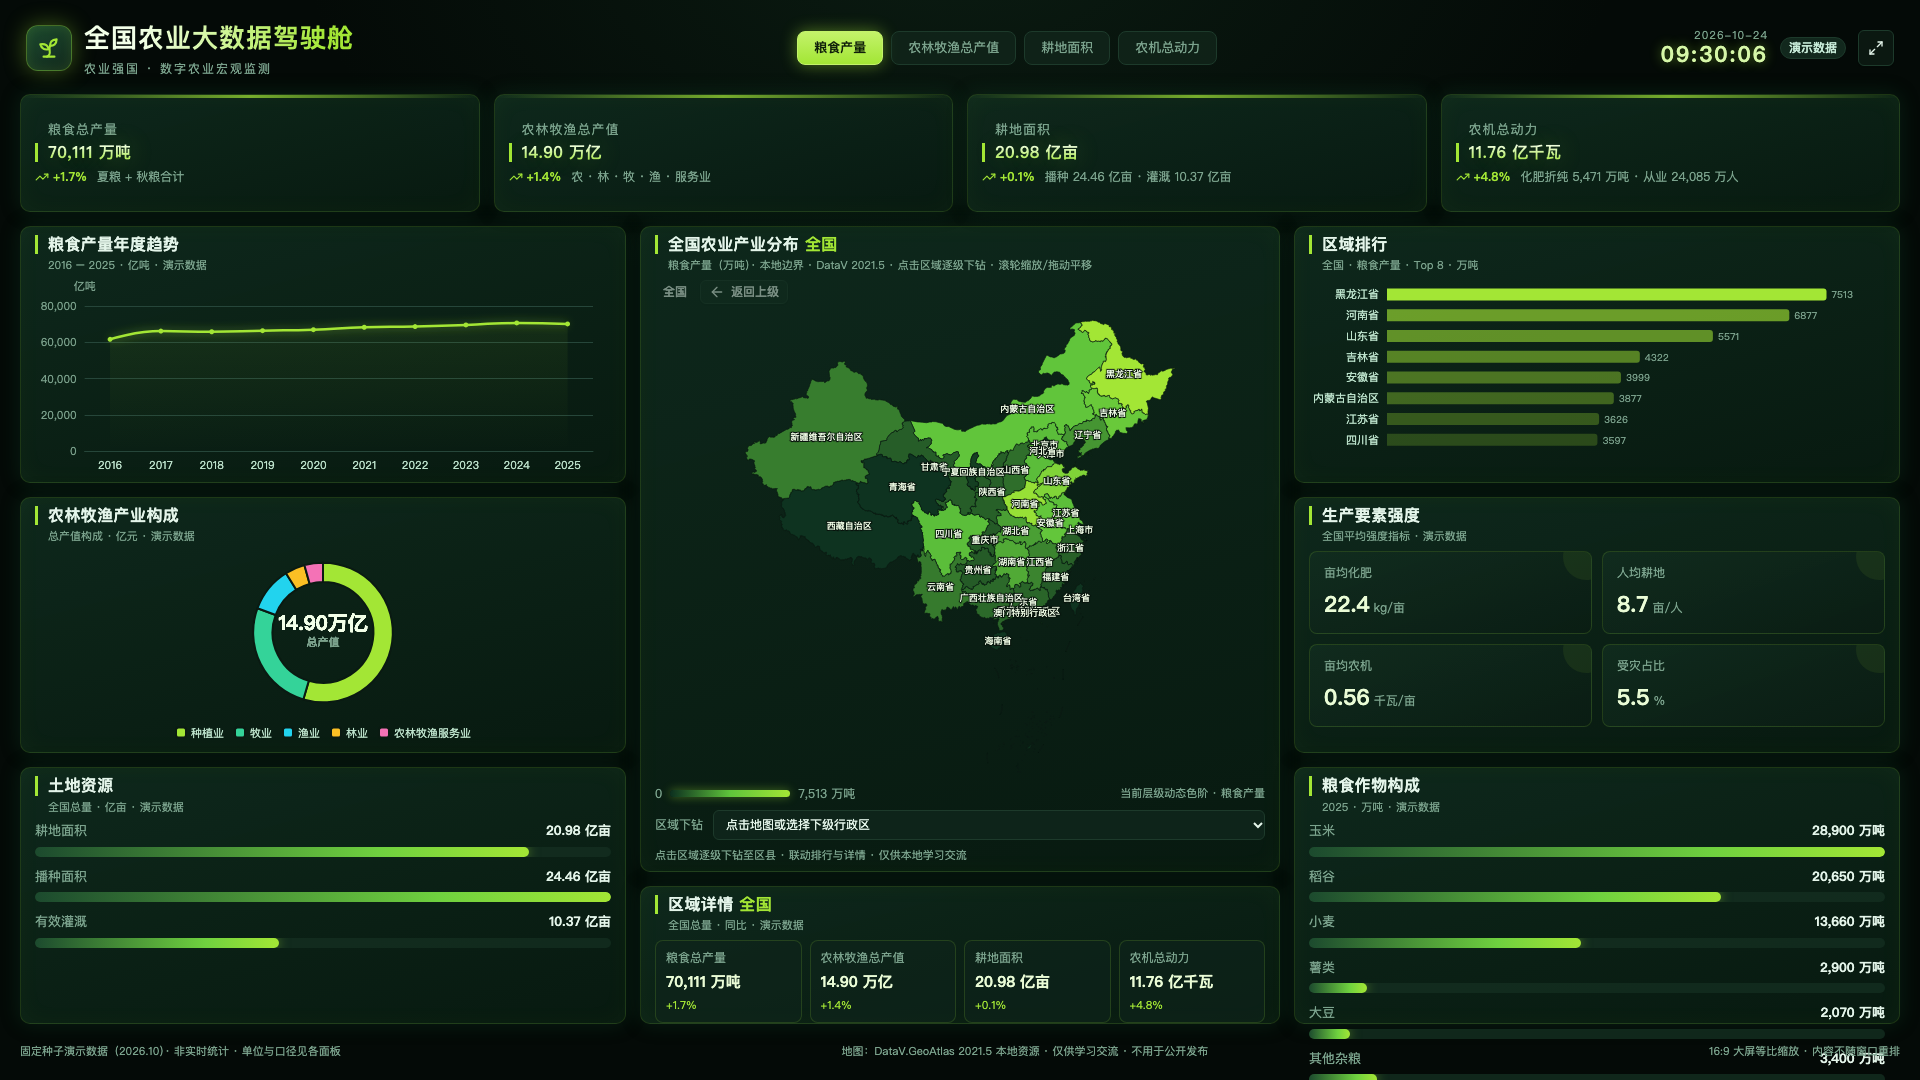 全国农业大数据驾驶舱
农业强国 · 数字农业宏观监测
粮食产量
农林牧渔总产值
耕地面积
农机总动力
2026-10-24
09:30:06
演示数据
粮食总产量
70,111 万吨
+1.7% 夏粮 + 秋粮合计
农林牧渔总产值
14.90 万亿
+1.4% 农 · 林 · 牧 · 渔 · 服务业
耕地面积
20.98 亿亩
+0.1% 播种 24.46 亿亩 · 灌溉 10.37 亿亩
农机总动力
11.76 亿千瓦
+4.8% 化肥折纯 5,471 万吨 · 从业 24,085 万人
粮食产量年度趋势
2016 — 2025 · 亿吨 · 演示数据
亿吨
80,000
60,000
40,000
20,000
0
2016 2017 2018 2019 2020 2021 2022 2023 2024 2025
农林牧渔产业构成
总产值构成 · 亿元 · 演示数据
14.90万亿
总产值
种植业 牧业 渔业 林业 农林牧渔服务业
土地资源
全国总量 · 亿亩 · 演示数据
耕地面积 20.98 亿亩
播种面积 24.46 亿亩
有效灌溉 10.37 亿亩
全国农业产业分布 全国
粮食产量（万吨）· 本地边界 · DataV 2021.5 · 点击区域逐级下钻 · 滚轮缩放/拖动平移
全国
返回上级
黑龙江省
内蒙古自治区
吉林省
新疆维吾尔自治区
辽宁省
北京市
河北省
甘肃省
宁夏回族自治区
山西省
山东省
青海省
陕西省
河南省
江苏省
西藏自治区
安徽省
上海市
四川省
湖北省
重庆市
浙江省
湖南省
江西省
贵州省
福建省
云南省
广西壮族自治区
台湾省
澳门特别行政区
海南省
0 7,513 万吨
当前层级动态色阶 · 粮食产量
区域下钻 点击地图或选择下级行政区
点击区域逐级下钻至区县 · 联动排行与详情 · 仅供本地学习交流
区域详情 全国
全国总量 · 同比 · 演示数据
粮食总产量
70,111 万吨
+1.7%
农林牧渔总产值
14.90 万亿
+1.4%
耕地面积
20.98 亿亩
+0.1%
农机总动力
11.76 亿千瓦
+4.8%
区域排行
全国 · 粮食产量 · Top 8 · 万吨
黑龙江省 7513
河南省 6877
山东省 5571
吉林省 4322
安徽省 3999
内蒙古自治区 3877
江苏省 3626
四川省 3597
生产要素强度
全国平均强度指标 · 演示数据
亩均化肥
22.4 kg/亩
人均耕地
8.7 亩/人
亩均农机
0.56 千瓦/亩
受灾占比
5.5 %
粮食作物构成
2025 · 万吨 · 演示数据
玉米 28,900 万吨
稻谷 20,650 万吨
小麦 13,660 万吨
薯类 2,900 万吨
大豆 2,070 万吨
其他杂粮 3,400 万吨
固定种子演示数据（2026.10）· 非实时统计 · 单位与口径见各面板
地图：DataV.GeoAtlas 2021.5 本地资源 · 仅供学习交流 · 不用于公开发布
16:9 大屏等比缩放 · 内容不随窗口重排